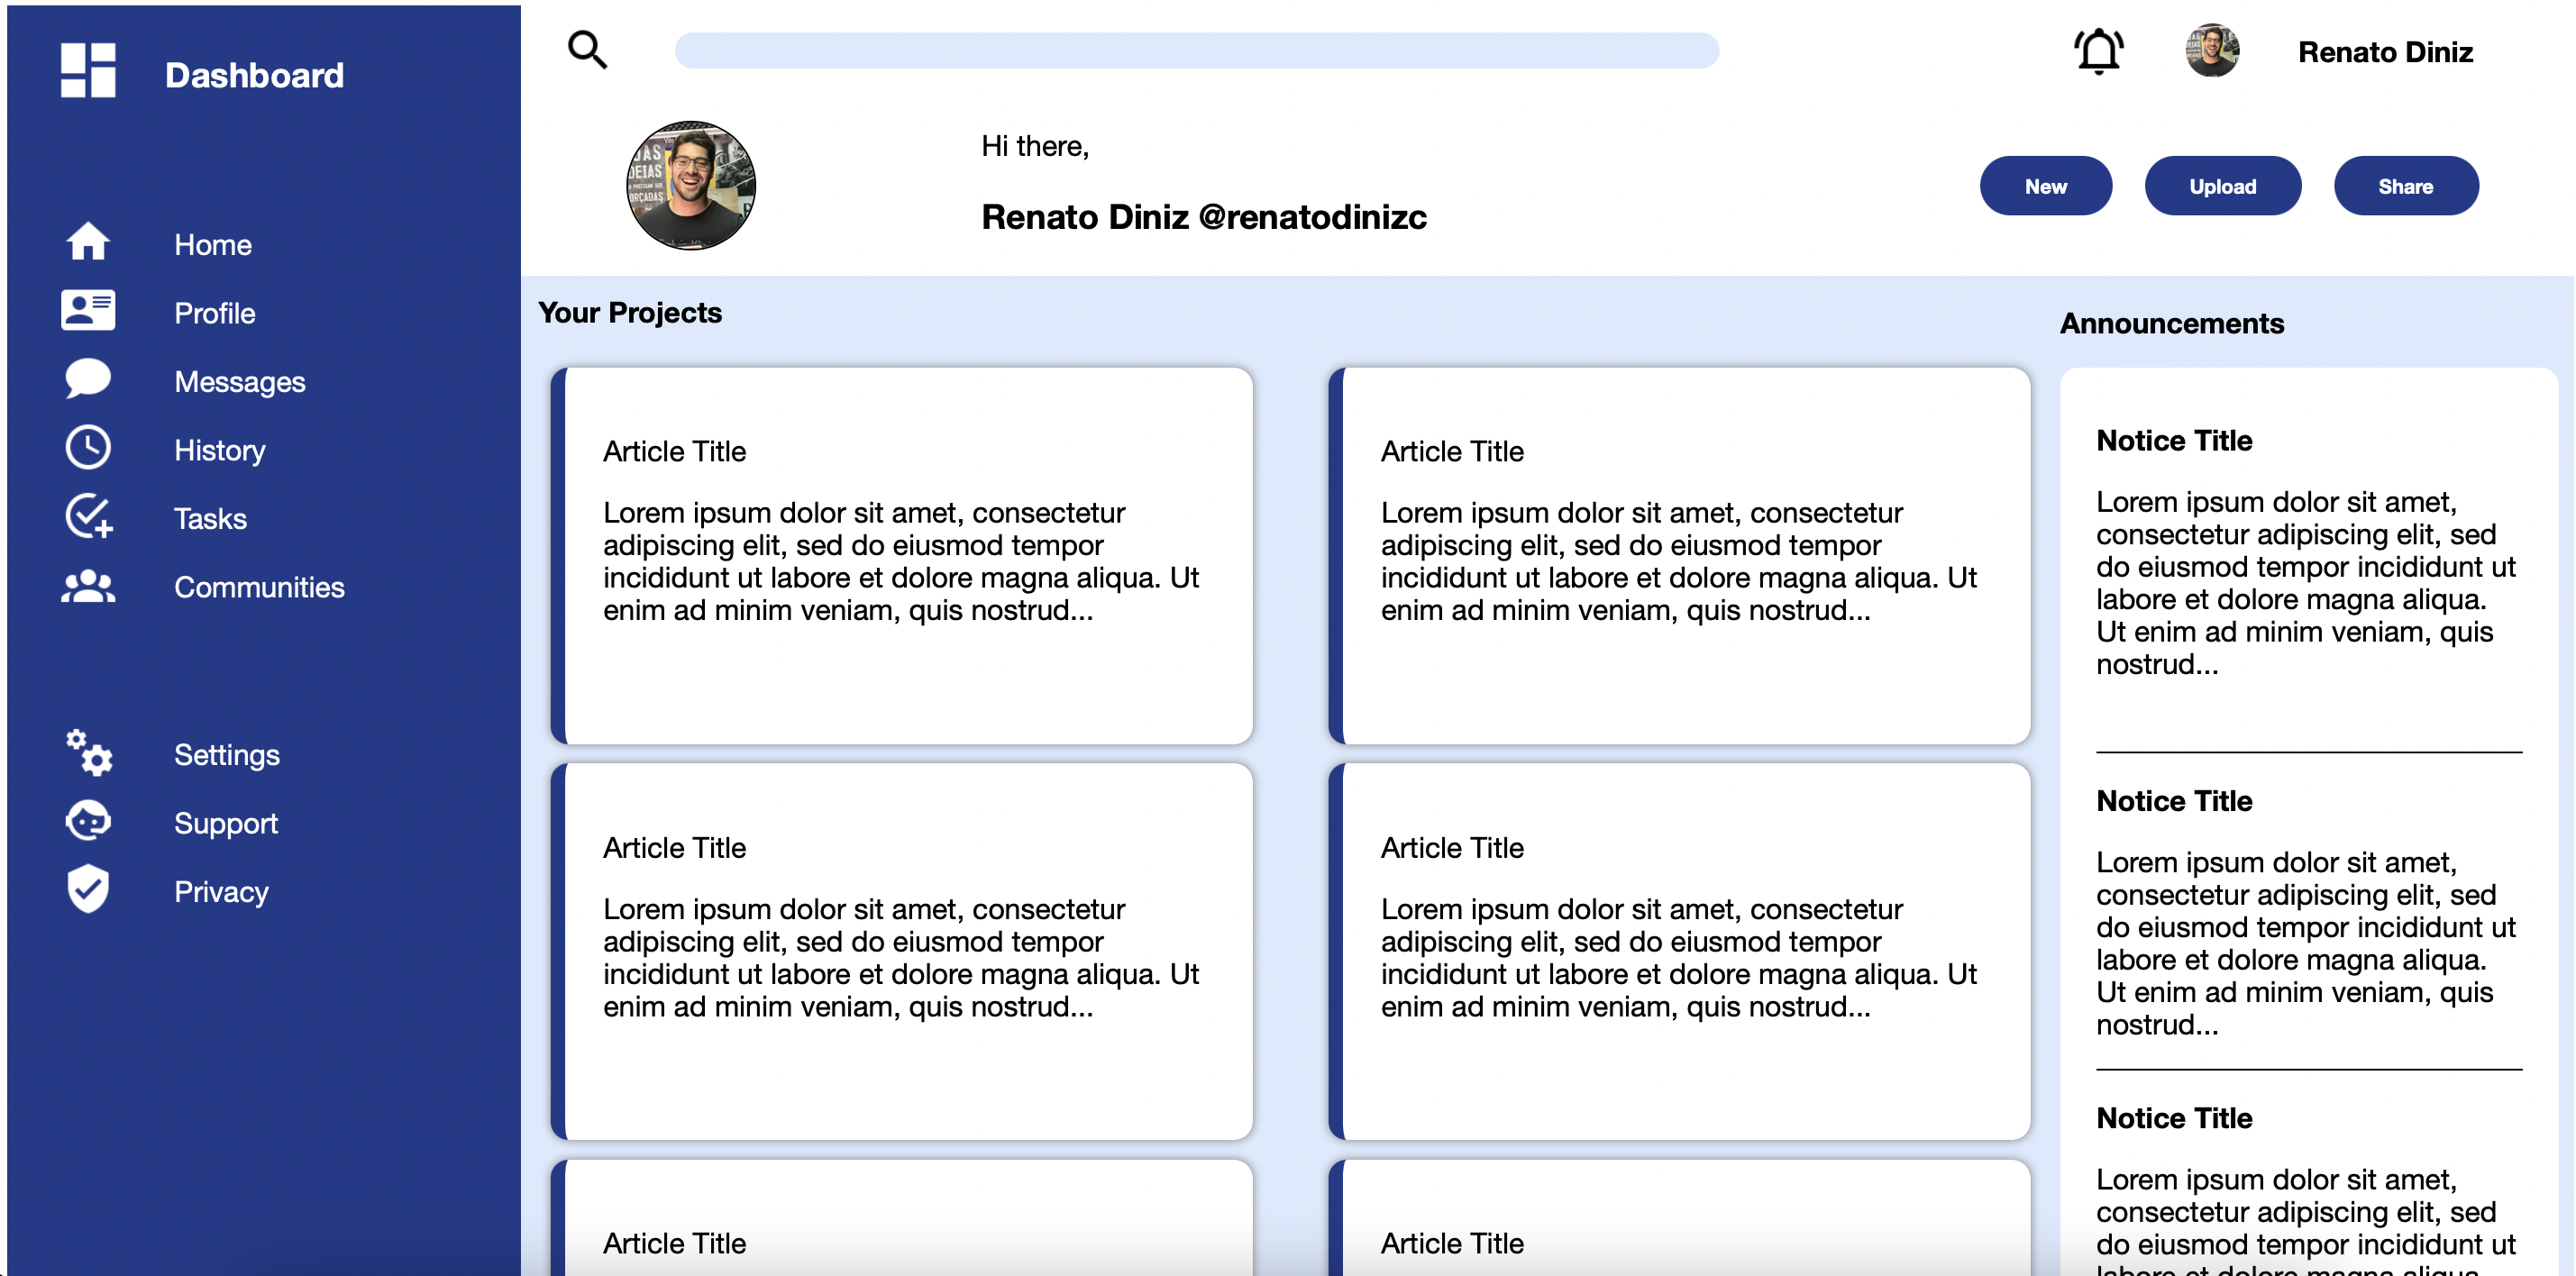 Dashboard
Home
Profile
Messages
History
Tasks
Communities
Settings
Support
Privacy
Renato Diniz
Hi there,
Renato Diniz @renatodinizc
New
Upload
Share
Your Projects
Article Title
Lorem ipsum dolor sit amet, consectetur
adipiscing elit, sed do eiusmod tempor
incididunt ut labore et dolore magna aliqua. Ut
enim ad minim veniam, quis nostrud...
Article Title
Lorem ipsum dolor sit amet, consectetur
adipiscing elit, sed do eiusmod tempor
incididunt ut labore et dolore magna aliqua. Ut
enim ad minim veniam, quis nostrud...
Article Title
Lorem ipsum dolor sit amet, consectetur
adipiscing elit, sed do eiusmod tempor
incididunt ut labore et dolore magna aliqua. Ut
enim ad minim veniam, quis nostrud...
Article Title
Lorem ipsum dolor sit amet, consectetur
adipiscing elit, sed do eiusmod tempor
incididunt ut labore et dolore magna aliqua. Ut
enim ad minim veniam, quis nostrud...
Article Title
Article Title
Announcements
Notice Title
Lorem ipsum dolor sit amet,
consectetur adipiscing elit, sed
do eiusmod tempor incididunt ut
labore et dolore magna aliqua.
Ut enim ad minim veniam, quis
nostrud...
Notice Title
Lorem ipsum dolor sit amet,
consectetur adipiscing elit, sed
do eiusmod tempor incididunt ut
labore et dolore magna aliqua.
Ut enim ad minim veniam, quis
nostrud...
Notice Title
Lorem ipsum dolor sit amet,
consectetur adipiscing elit, sed
do eiusmod tempor incididunt ut
labore et dolore magna aliqua.